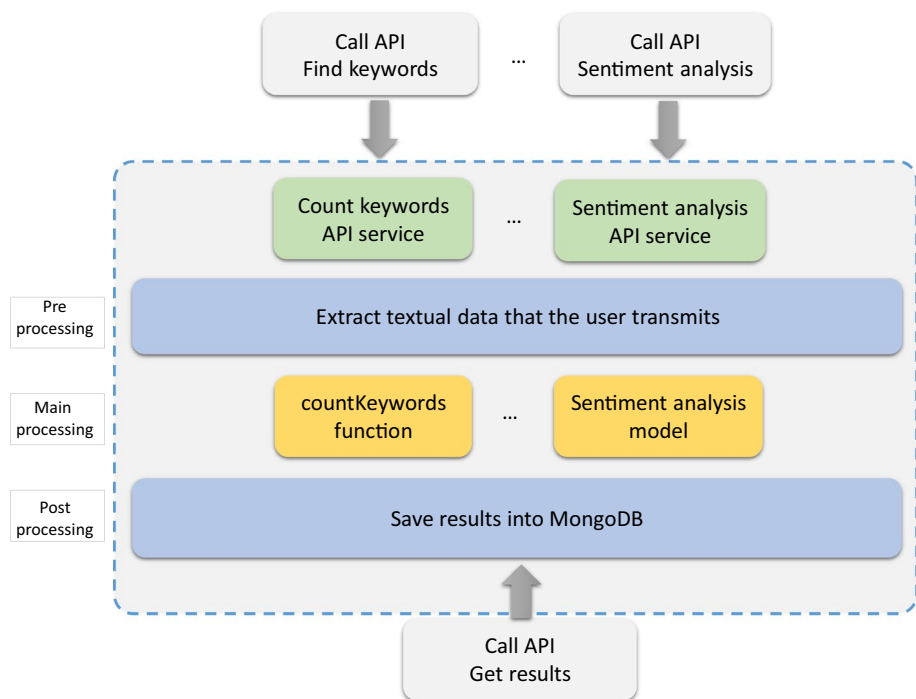 Call API
Find keywords
...
Call API
Sentiment analysis
Count keywords
API service
...
Sentiment analysis
API service
Pre
processing
Extract textual data that the user transmits
Main
processing
countKeywords
function
...
Sentiment analysis
model
Post
processing
Save results into MongoDB
Call API
Get results